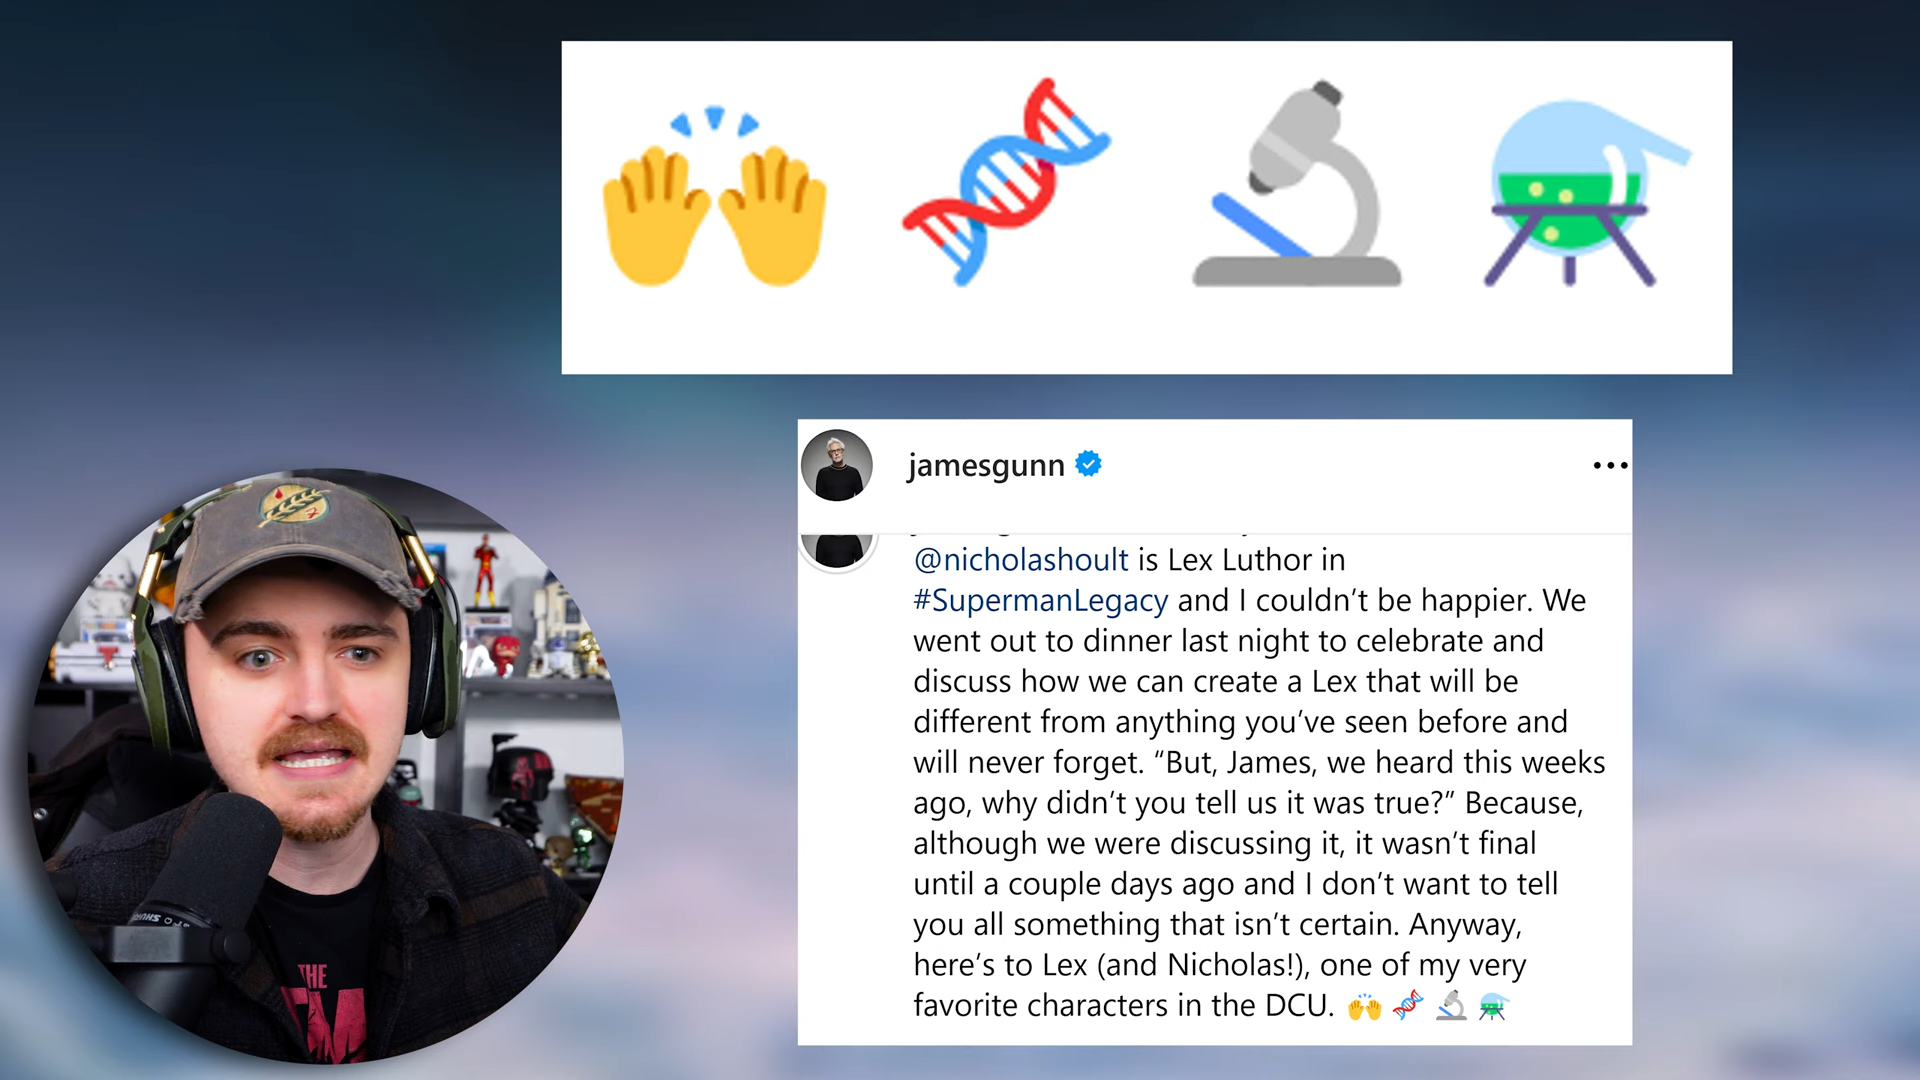 jamesgunn
@nicholashoult is Lex Luthor in
#SupermanLegacy and I couldn’t be happier. We
went out to dinner last night to celebrate and
discuss how we can create a Lex that will be
different from anything you’ve seen before and
will never forget. “But, James, we heard this weeks
ago, why didn’t you tell us it was true?” Because,
although we were discussing it, it wasn’t final
until a couple days ago and I don’t want to tell
you all something that isn’t certain. Anyway,
here’s to Lex (and Nicholas!), one of my very
favorite characters in the DCU. 🙌 🧬 🔬 ⚗️
THE